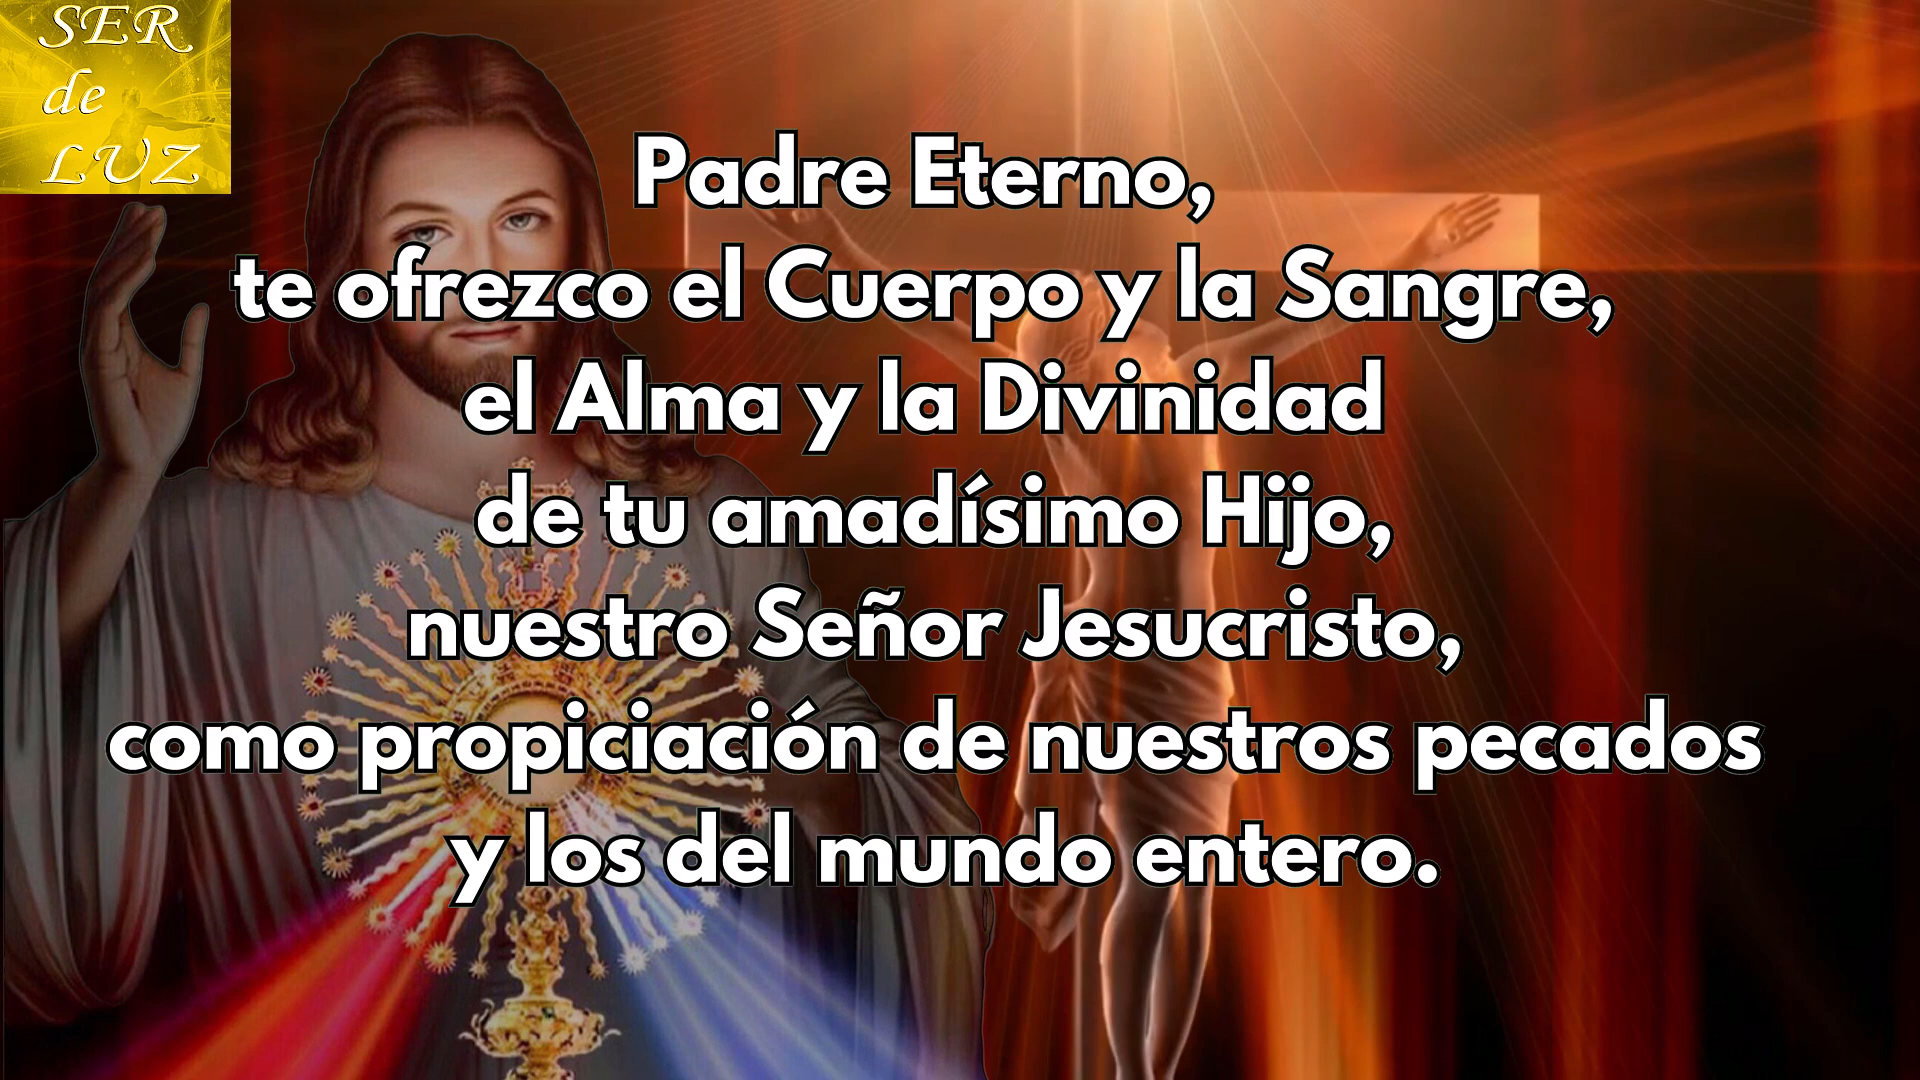 SER
de
LUZ
Padre Eterno,
te ofrezco el Cuerpo y la Sangre,
el Alma y la Divinidad
de tu amadísimo Hijo,
nuestro Señor Jesucristo,
como propiciación de nuestros pecados
y los del mundo entero.